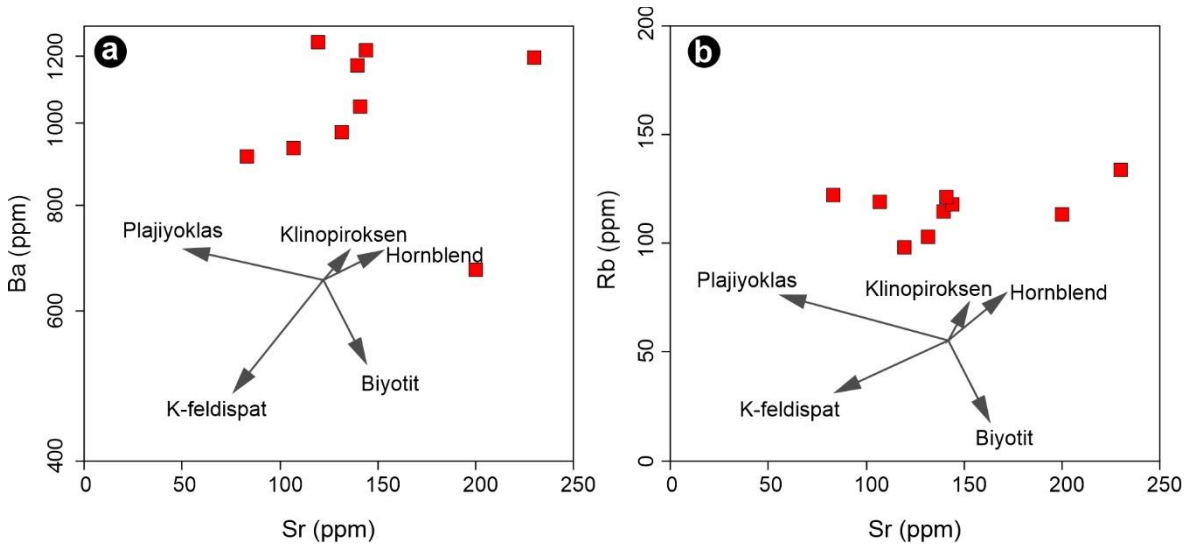 a
1200
1000
800
600
400
Ba (ppm)
Plajiyoklas
Klinopiroksen
Hornblend
K-feldispat
Biyotit
0 50 100 150 200 250
Sr (ppm)
b
200
150
100
50
0
Rb (ppm)
Plajiyoklas
Klinopiroksen
Hornblend
K-feldispat
Biyotit
0 50 100 150 200 250
Sr (ppm)